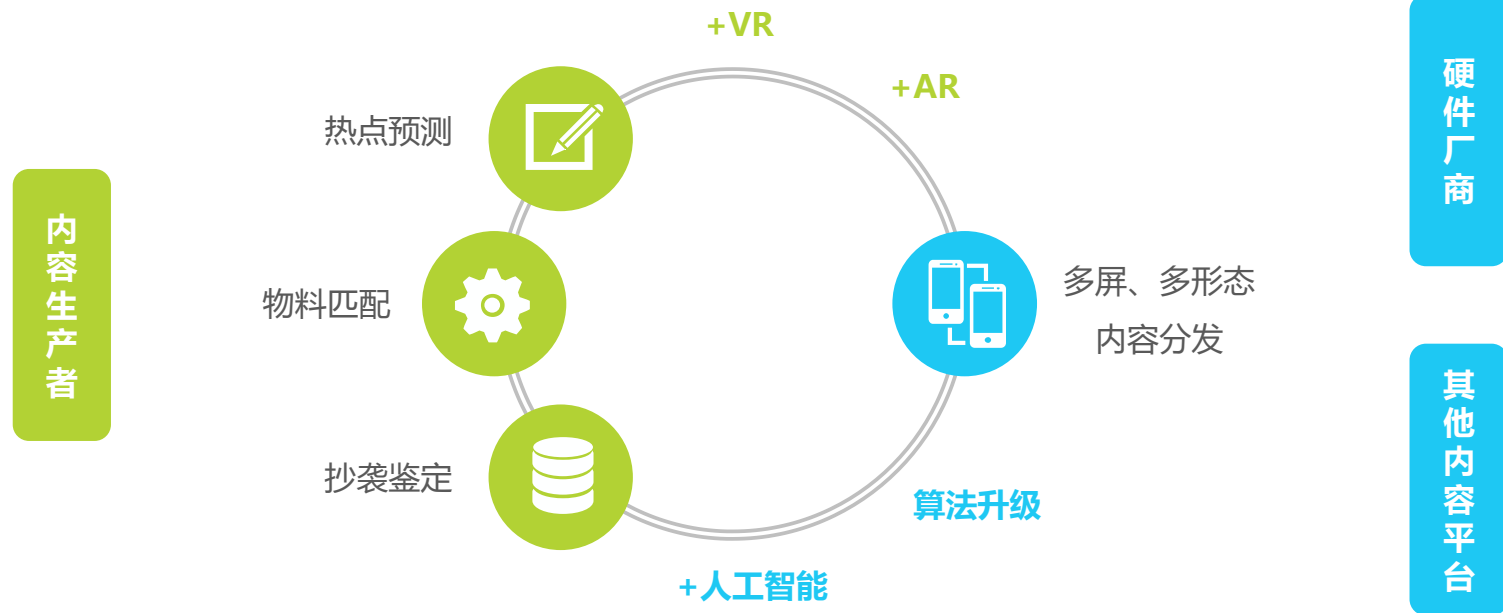 +VR
+AR
热点预测
物料匹配
抄袭鉴定
内容生产者
多屏、多形态
内容分发
算法升级
+人工智能
硬件厂商
其他内容平台